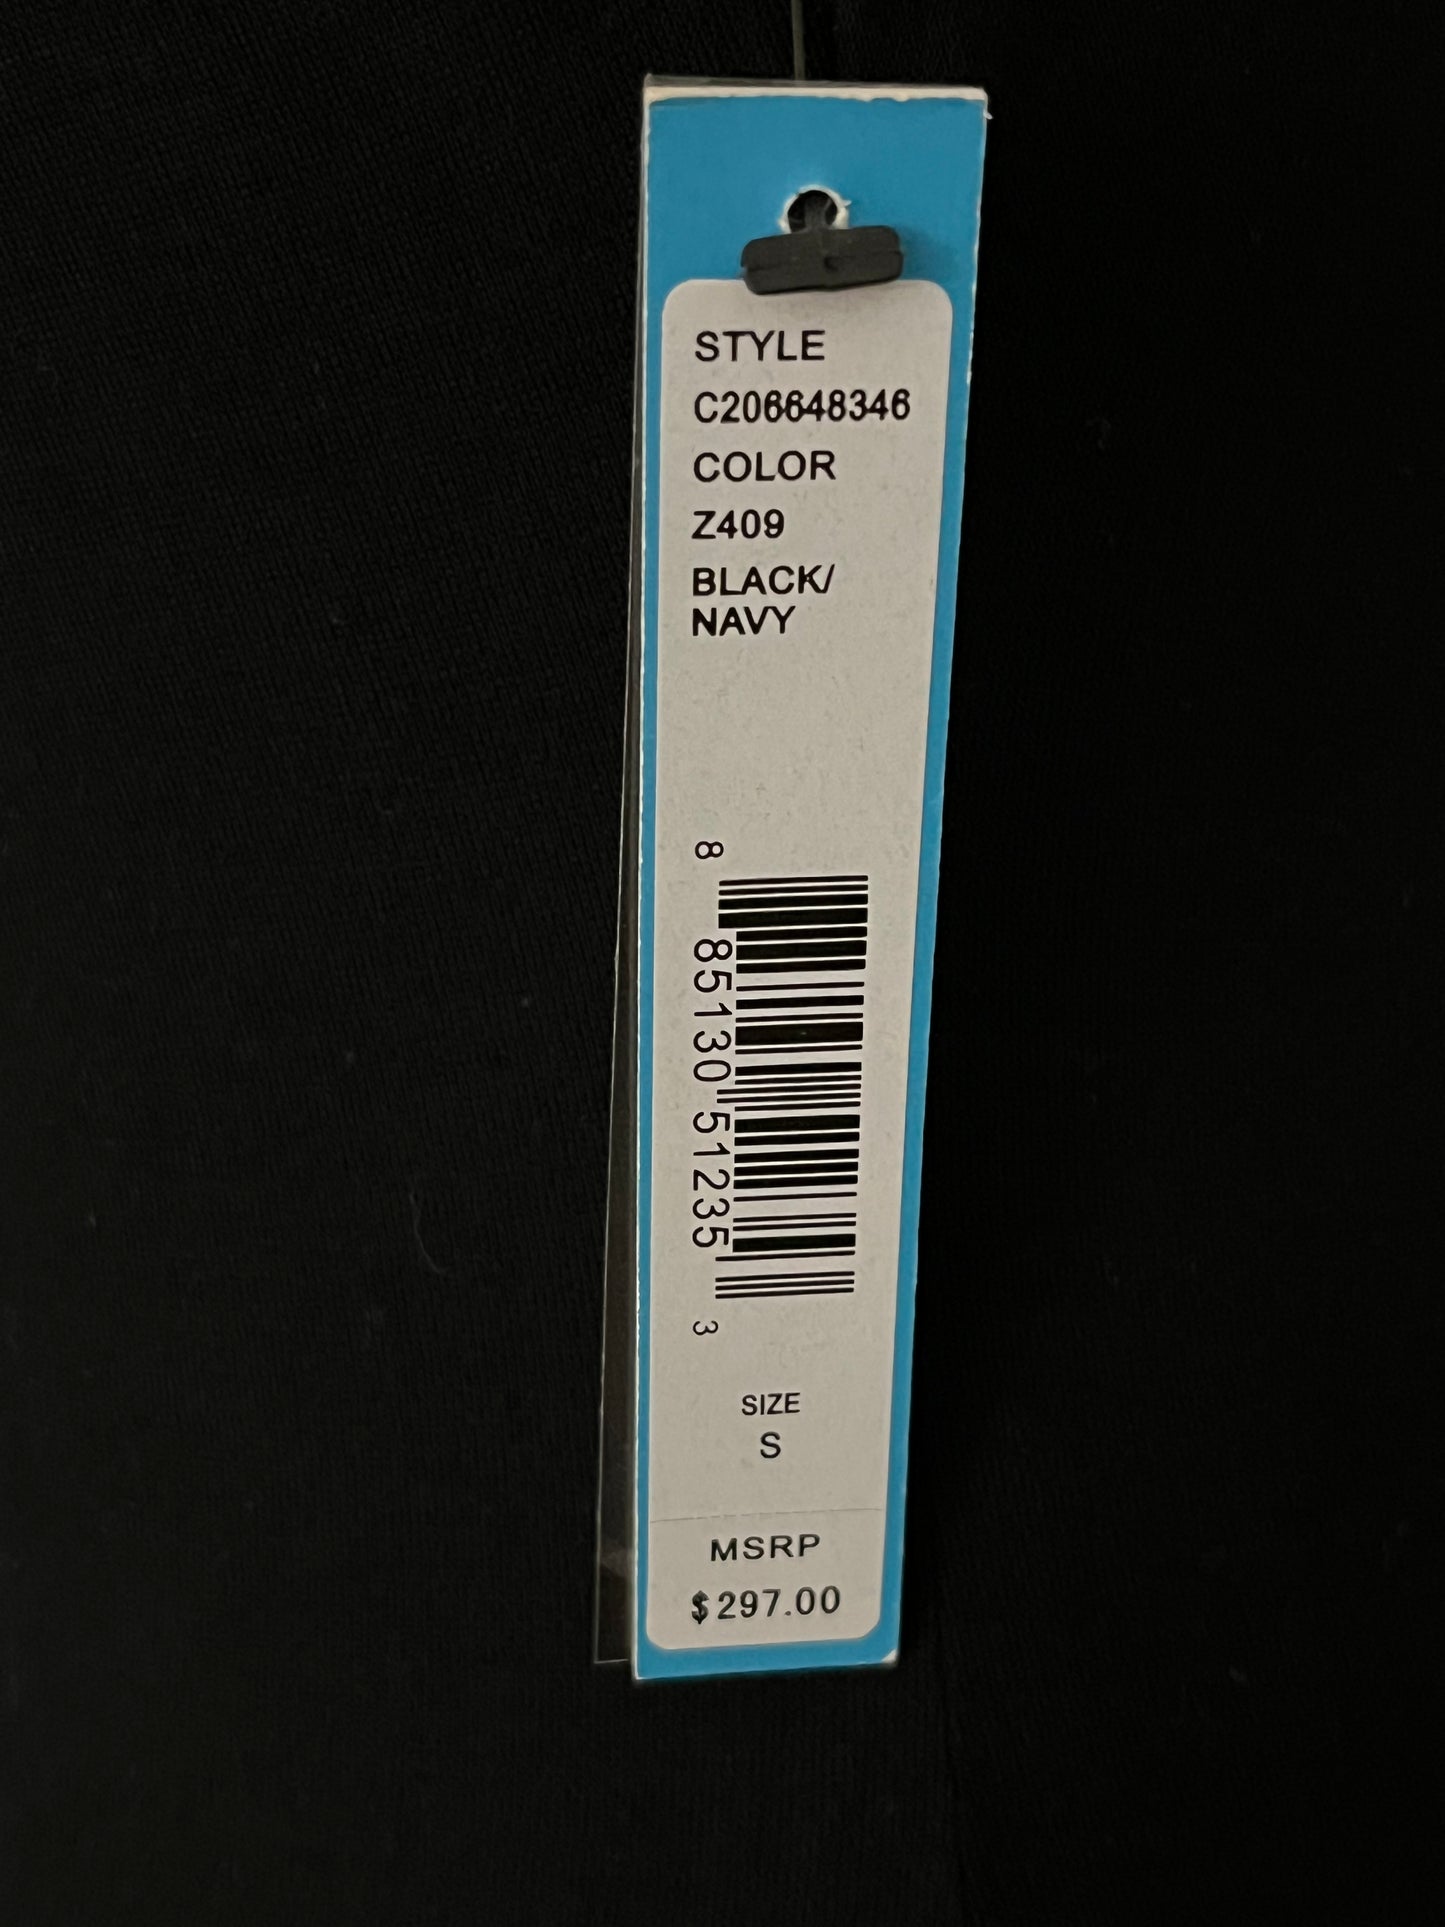 STYLE
C206648346
COLOR
Z409
BLACK/
NAVY
8 85130 51235 3
SIZE
S
MSRP
$297.00